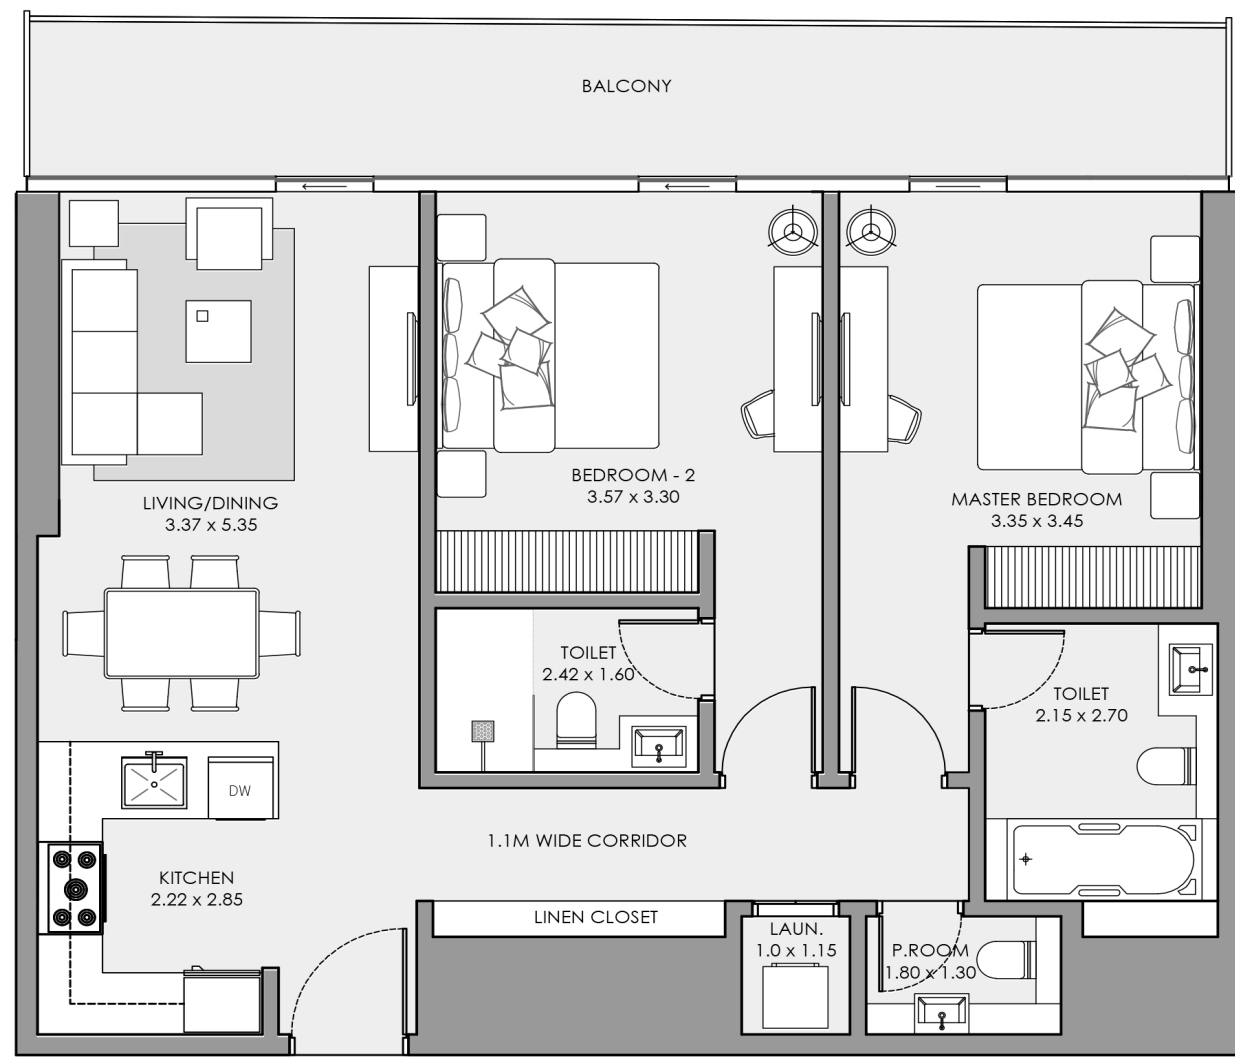 BALCONY
BEDROOM - 2
3.57 x 3.30
LIVING/DINING
3.37 x 5.35
MASTER BEDROOM
3.35 x 3.45
TOILET
2.42 x 1.60
TOILET
2.15 x 2.70
DW
1.1M WIDE CORRIDOR
KITCHEN
2.22 x 2.85
LINEN CLOSET
LAUN.
1.0 x 1.15
P.ROOM
1.80 x 1.30